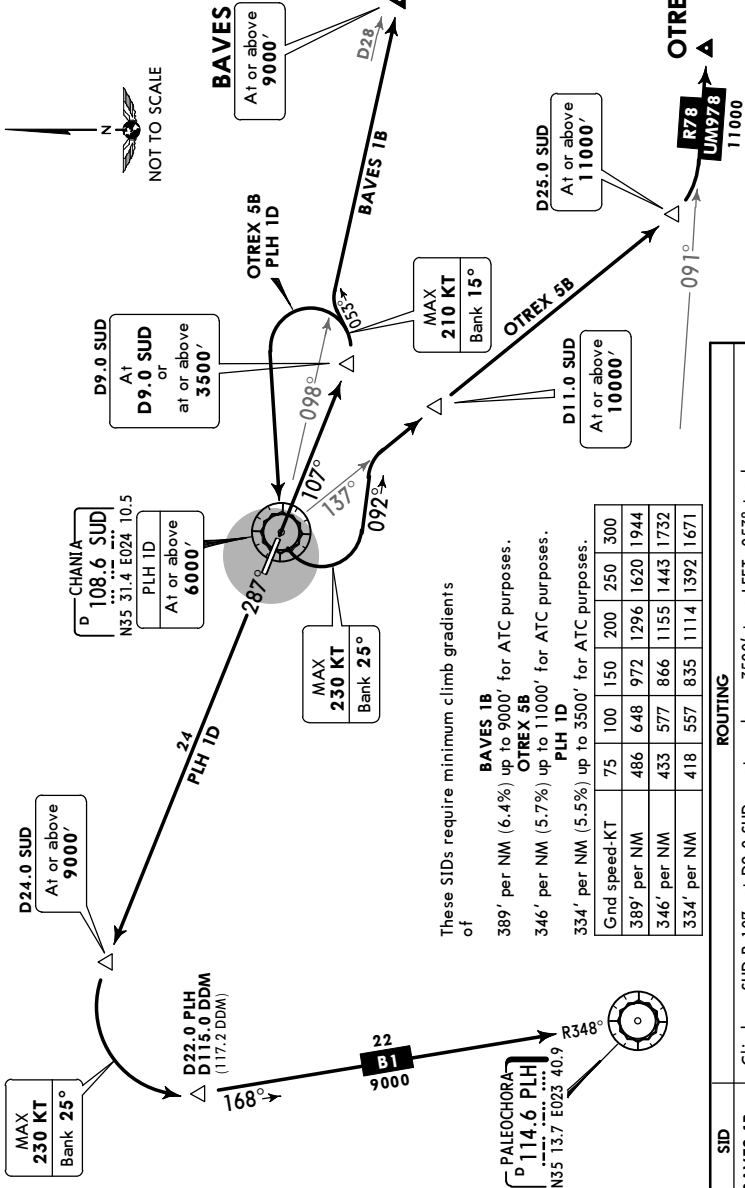 BAVES
At or above
9000′
D28
N
NOT TO SCALE
BAVES 1B
OTREX 5B
PLH 1D
053°
D9.0 SUD
At
D9.0 SUD
or
at or above
3500′
MAX
210 KT
Bank 15°
098°
107°
137°
092°
OTREX 5B
D25.0 SUD
At or above
11000′
R78
UM978
11000
091°
D11.0 SUD
At or above
10000′
CHANIA
D 108.6 SUD
N35 31.4 E024 10.5
PLH 1D
At or above
6000′
287°
MAX
230 KT
Bank 25°
24
PLH 1D
D24.0 SUD
At or above
9000′
MAX
230 KT
Bank 25°
D22.0 PLH
D115.0 DDM
(117.2 DDM)
168°
22
B1
9000
R348°
PALEOCHORA
D 114.6 PLH
N35 13.7 E023 40.9
These SIDs require minimum climb gradients
of
BAVES 1B
389′ per NM (6.4%) up to 9000′ for ATC purposes.
OTREX 5B
346′ per NM (5.7%) up to 11000′ for ATC purposes.
PLH 1D
334′ per NM (5.5%) up to 3500′ for ATC purposes.
Gnd speed-KT 75 100 150 200 250 300
389′ per NM 486 648 972 1296 1620 1944
346′ per NM 433 577 866 1155 1443 1732
334′ per NM 418 557 835 1114 1392 1671
SID ROUTING